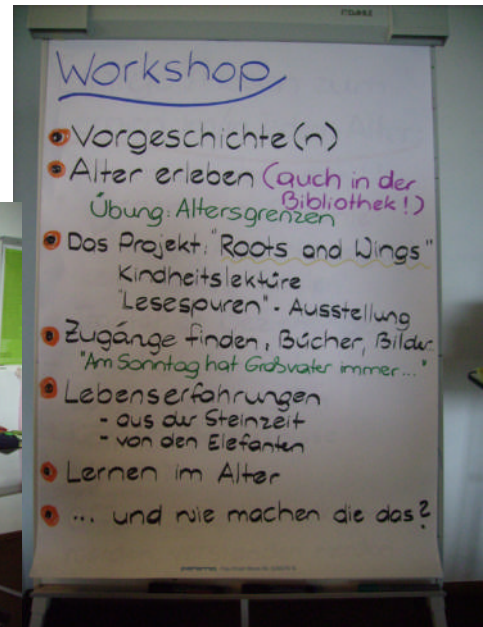 Workshop
Vorgeschichte(n)
Alter erleben (auch in der
Bibliothek!)
Übung: Altersgrenzen
Das Projekt: "Roots and Wings"
Kindheitslektüre
"Lesespuren" - Ausstellung
Zugänge finden, Bücher, Bilder
"Am Sonntag hat Großvater immer..."
Lebenserfahrungen
- aus der Steinzeit
- von den Elefanten
Lernen im Alter
... und wie machen die das?